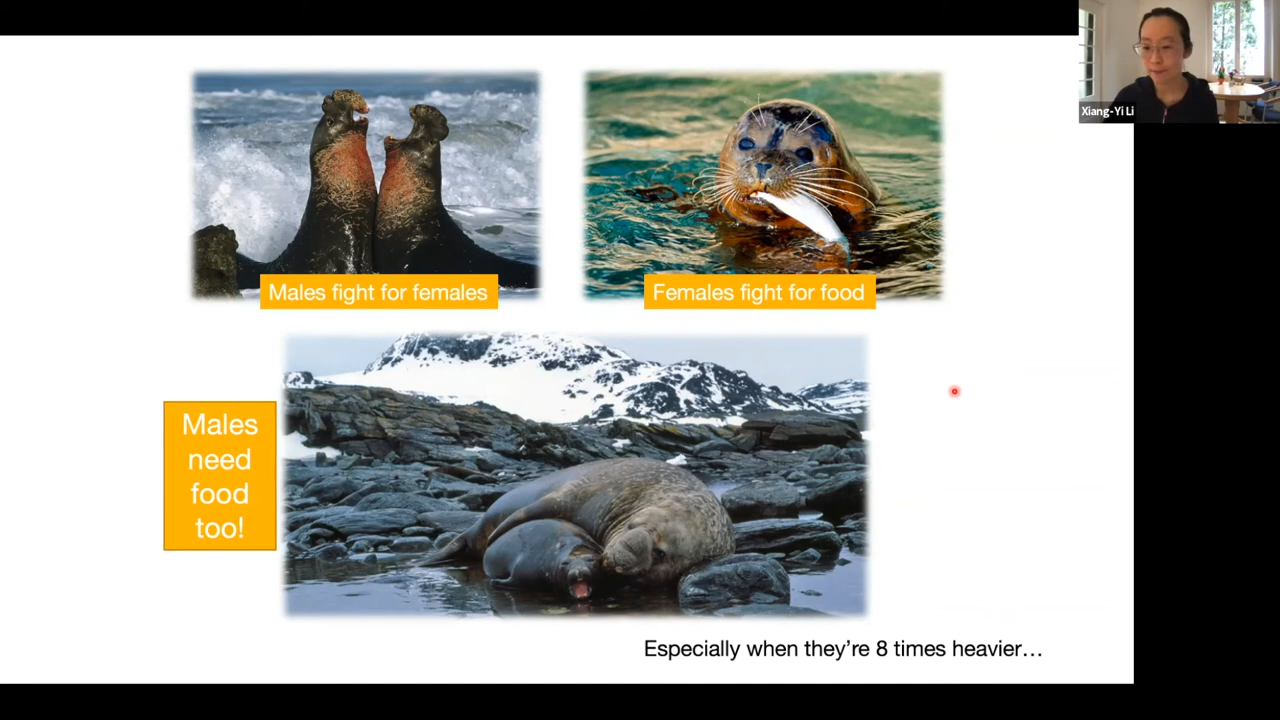 Xiang-Yi Li
Males fight for females
Females fight for food
Males
need
food
too!
Especially when they're 8 times heavier…